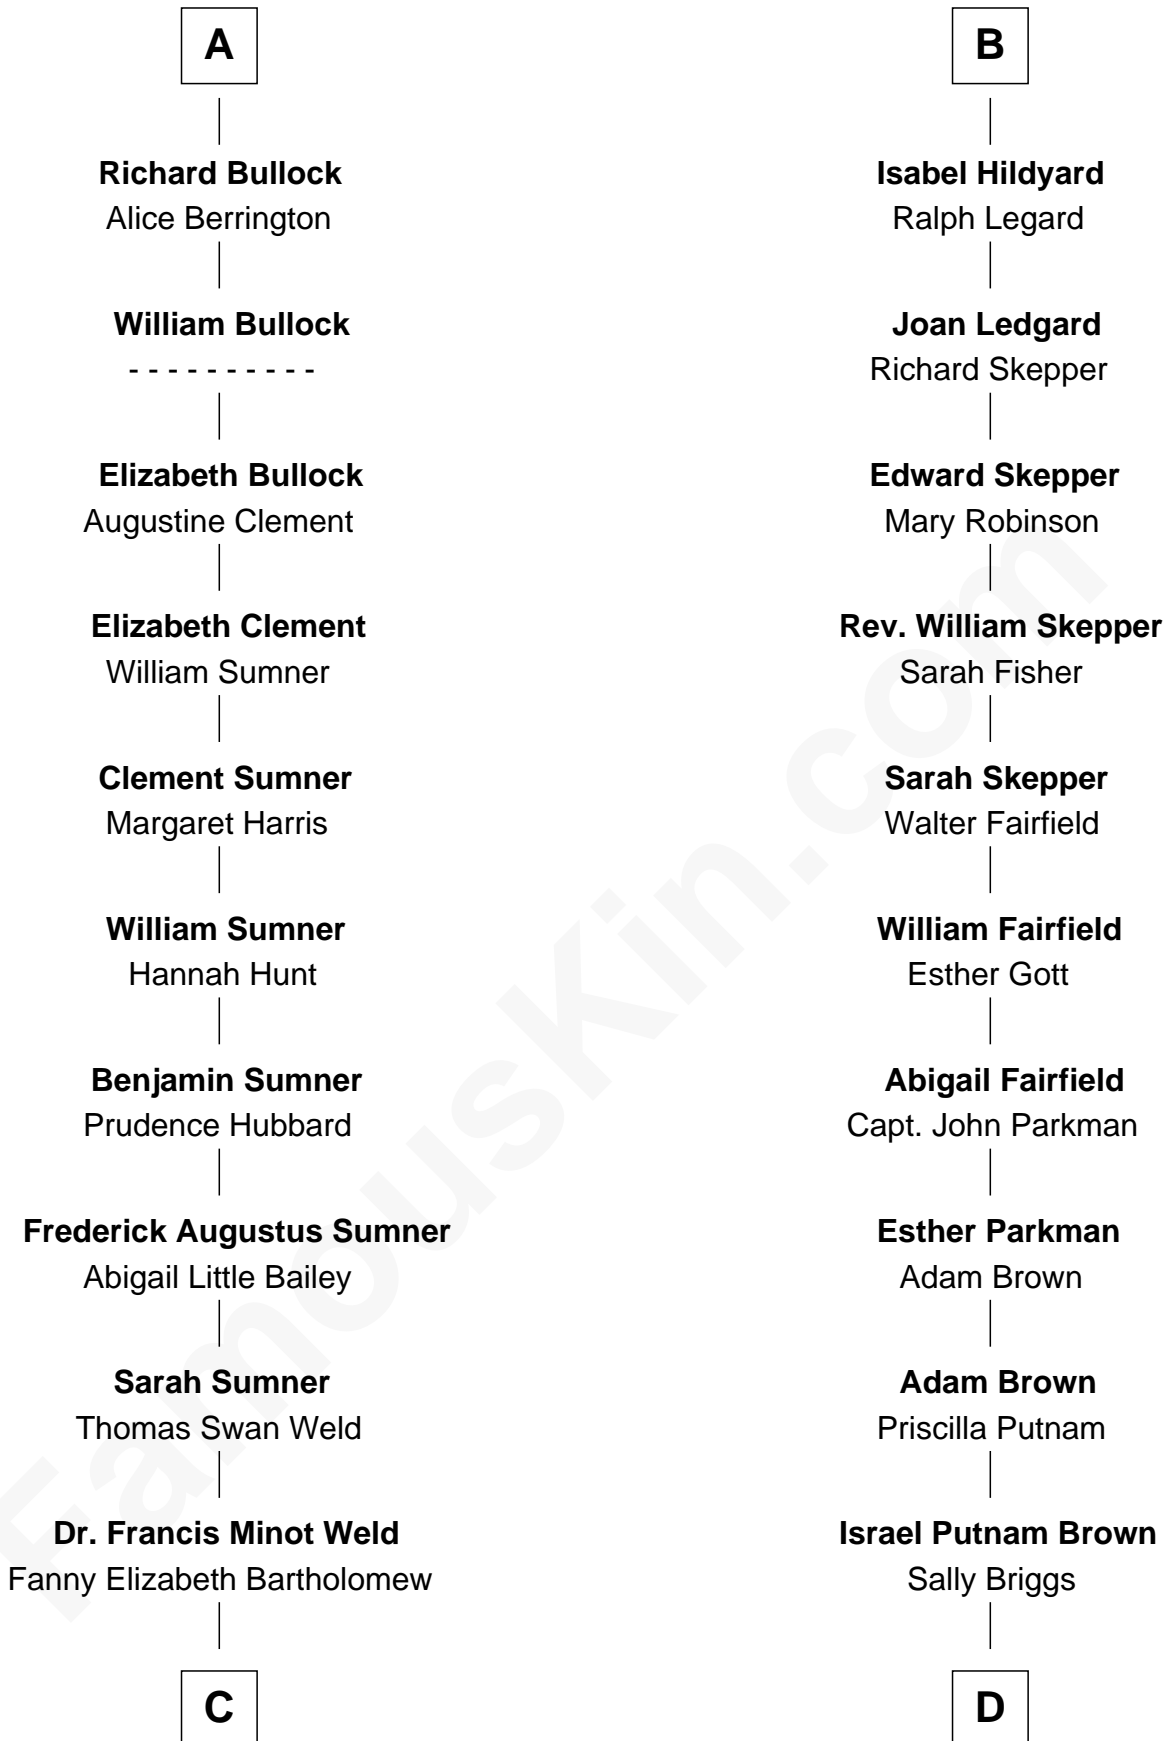 A
Richard Bullock
Alice Berrington
William Bullock
- - - - - - - - - -
Elizabeth Bullock
Augustine Clement
Elizabeth Clement
William Sumner
Clement Sumner
Margaret Harris
William Sumner
Hannah Hunt
Benjamin Sumner
Prudence Hubbard
Frederick Augustus Sumner
Abigail Little Bailey
Sarah Sumner
Thomas Swan Weld
Dr. Francis Minot Weld
Fanny Elizabeth Bartholomew
C
B
Isabel Hildyard
Ralph Legard
Joan Ledgard
Richard Skepper
Edward Skepper
Mary Robinson
Rev. William Skepper
Sarah Fisher
Sarah Skepper
Walter Fairfield
William Fairfield
Esther Gott
Abigail Fairfield
Capt. John Parkman
Esther Parkman
Adam Brown
Adam Brown
Priscilla Putnam
Israel Putnam Brown
Sally Briggs
D
FamousKin.com